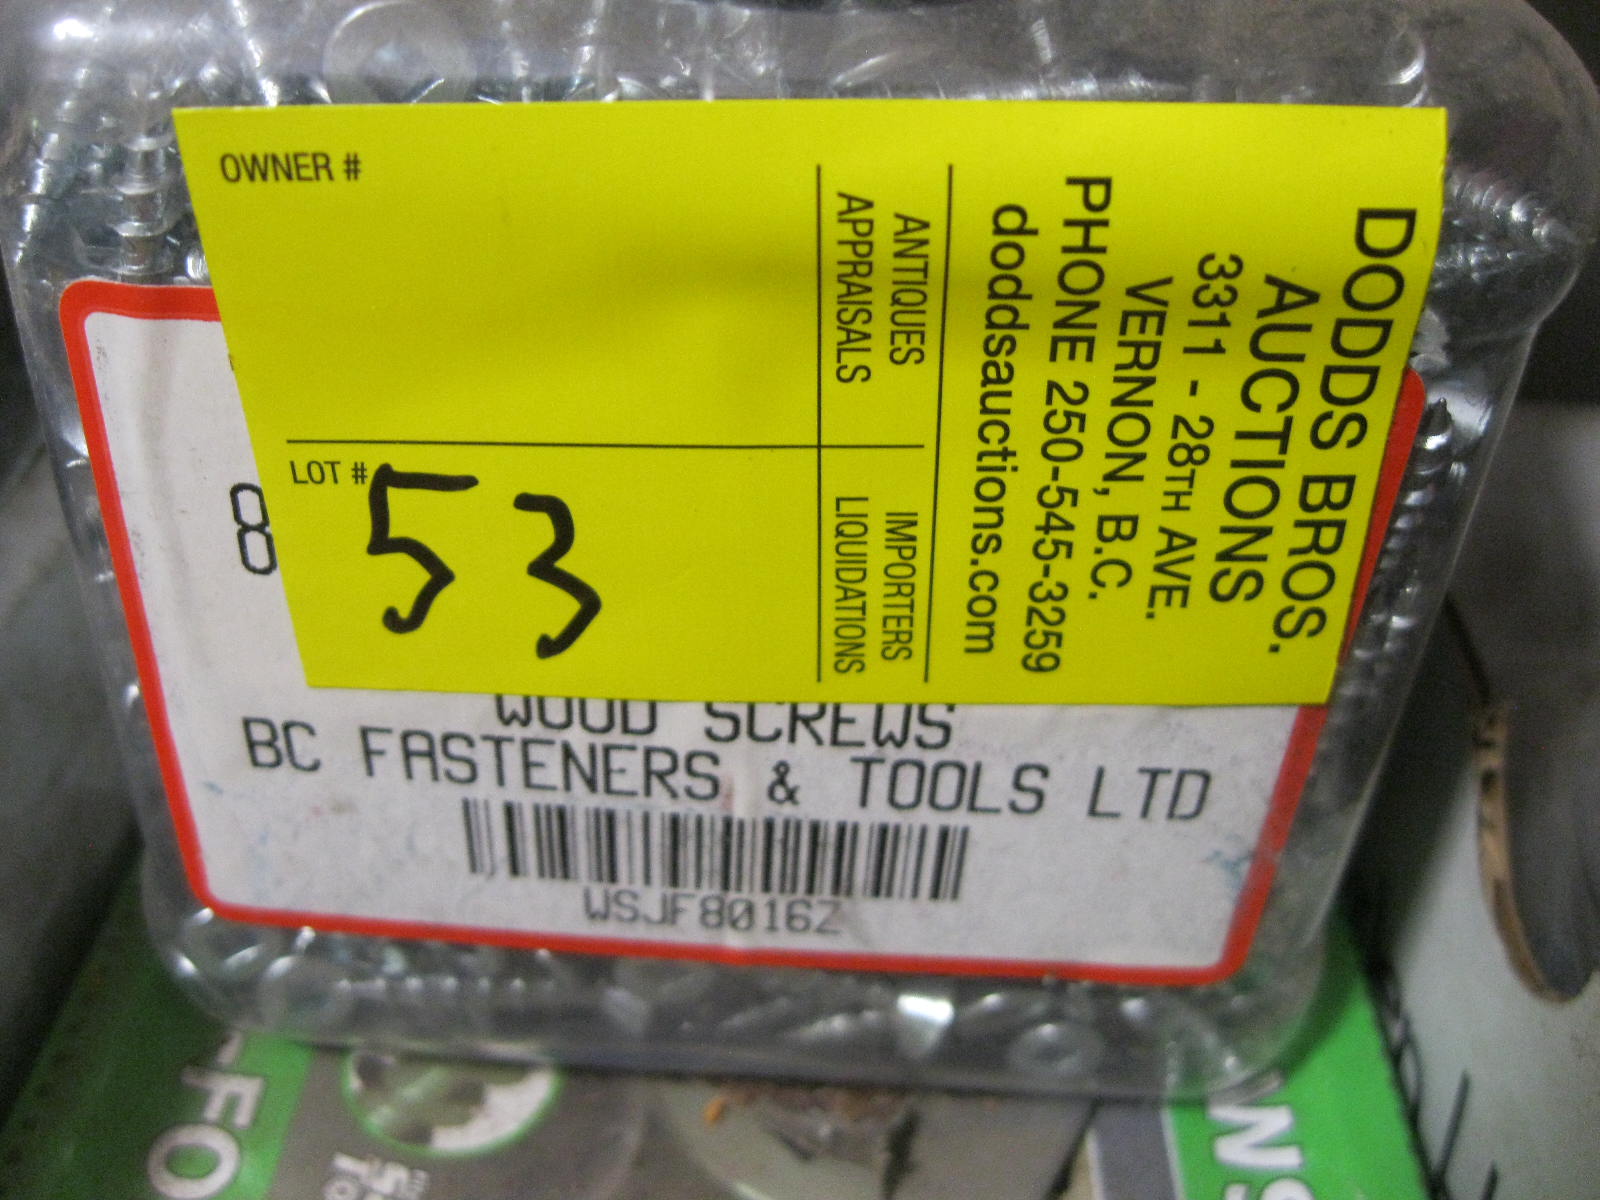 OWNER #
LOT #
53
DODDS BROS.
AUCTIONS
3311 - 28TH AVE.
VERNON, B.C.
PHONE 250-545-3259
doddsauctions.com
ANTIQUES
APPRAISALS
IMPORTERS
LIQUIDATIONS
8
WOOD SCREWS
BC FASTENERS & TOOLS LTD
WSJF8016Z